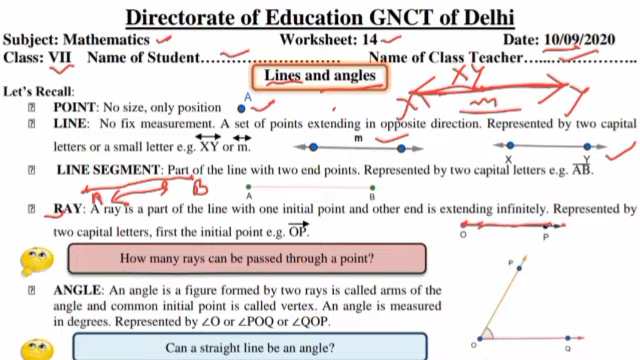 Directorate of Education GNCT of Delhi
Subject: Mathematics Worksheet: 14 Date: 10/09/2020
Class: VII Name of Student………………………… Name of Class Teacher…………………….
Lines and angles
XY
Let's Recall:
A
X Y
m
POINT: No size, only position
LINE: No fix measurement. A set of points extending in opposite direction. Represented by two capital
letters or a small letter e.g. XY or m.
m
X Y
LINE SEGMENT: Part of the line with two end points. Represented by two capital letters e.g. AB.
A B
A B
RAY: A ray is a part of the line with one initial point and other end is extending infinitely. Represented by
two capital letters, first the initial point e.g. OP.
O P
How many rays can be passed through a point?
P
ANGLE: An angle is a figure formed by two rays is called arms of the
angle and common initial point is called vertex. An angle is measured
in degrees. Represented by ∠O or ∠POQ or ∠QOP.
O Q
Can a straight line be an angle?